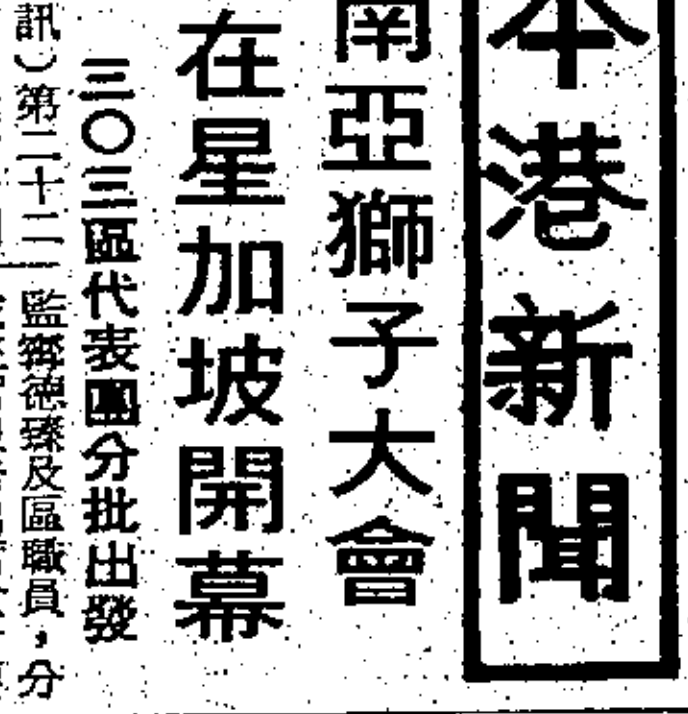 本港新聞
南亞獅子大會
在星加坡開幕
三〇三區代表團分批出發
訊）第二十二
監鄧德臻及區職員，分